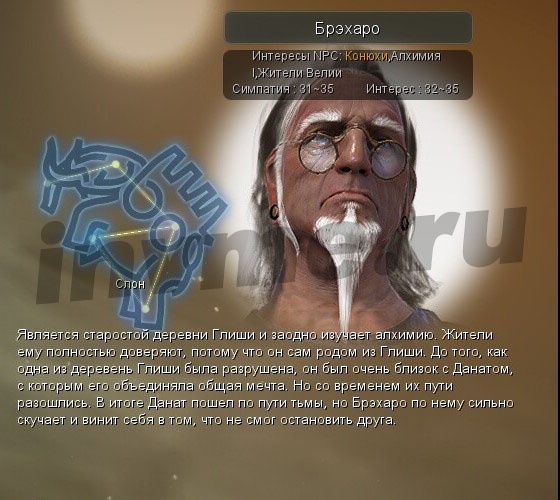 Брэхаро
Интересы NPC: Конюхи,Алхимия
I,Жители Велии
Симпатия : 31~35 Интерес : 32~35
Слон
Является старостой деревни Глиши и заодно изучает алхимию. Жители
ему полностью доверяют, потому что он сам родом из Глиши. До того, как
одна из деревень Глиши была разрушена, он был очень близок с Данатом,
с которым его объединяла общая мечта. Но со временем их пути
разошлись. В итоге Данат пошел по пути тьмы, но Брэхаро по нему сильно
скучает и винит себя в том, что не смог остановить друга.